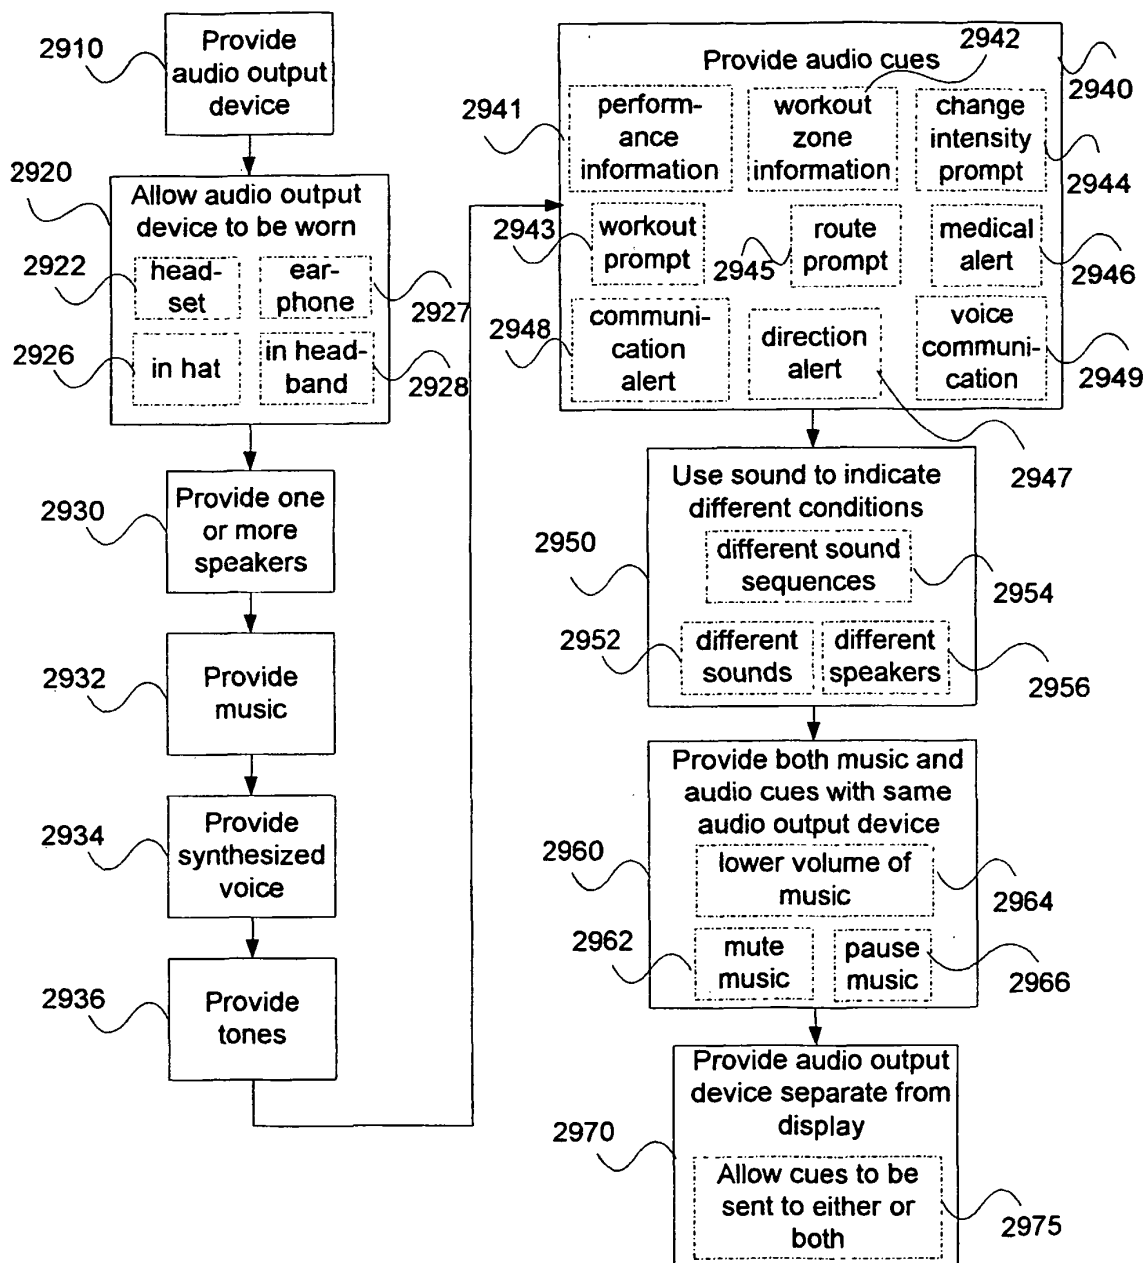 2910
Provide
audio output
device
2920
Allow audio output
device to be worn
2922
head-
set
ear-
phone
2927
2926
in hat
in head-
band
2928
2930
Provide one
or more
speakers
2932
Provide
music
2934
Provide
synthesized
voice
2936
Provide
tones
2942
Provide audio cues
2940
2941
perform-
ance
information
workout
zone
information
change
intensity
prompt
2944
2943
workout
prompt
2945
route
prompt
medical
alert
2946
2948
communi-
cation
alert
direction
alert
voice
communi-
cation
2949
2947
Use sound to indicate
different conditions
2950
different sound
sequences
2954
2952
different
sounds
different
speakers
2956
Provide both music and
audio cues with same
audio output device
2960
lower volume of
music
2964
2962
mute
music
pause
music
2966
Provide audio output
device separate from
display
2970
Allow cues to be
sent to either or
both
2975